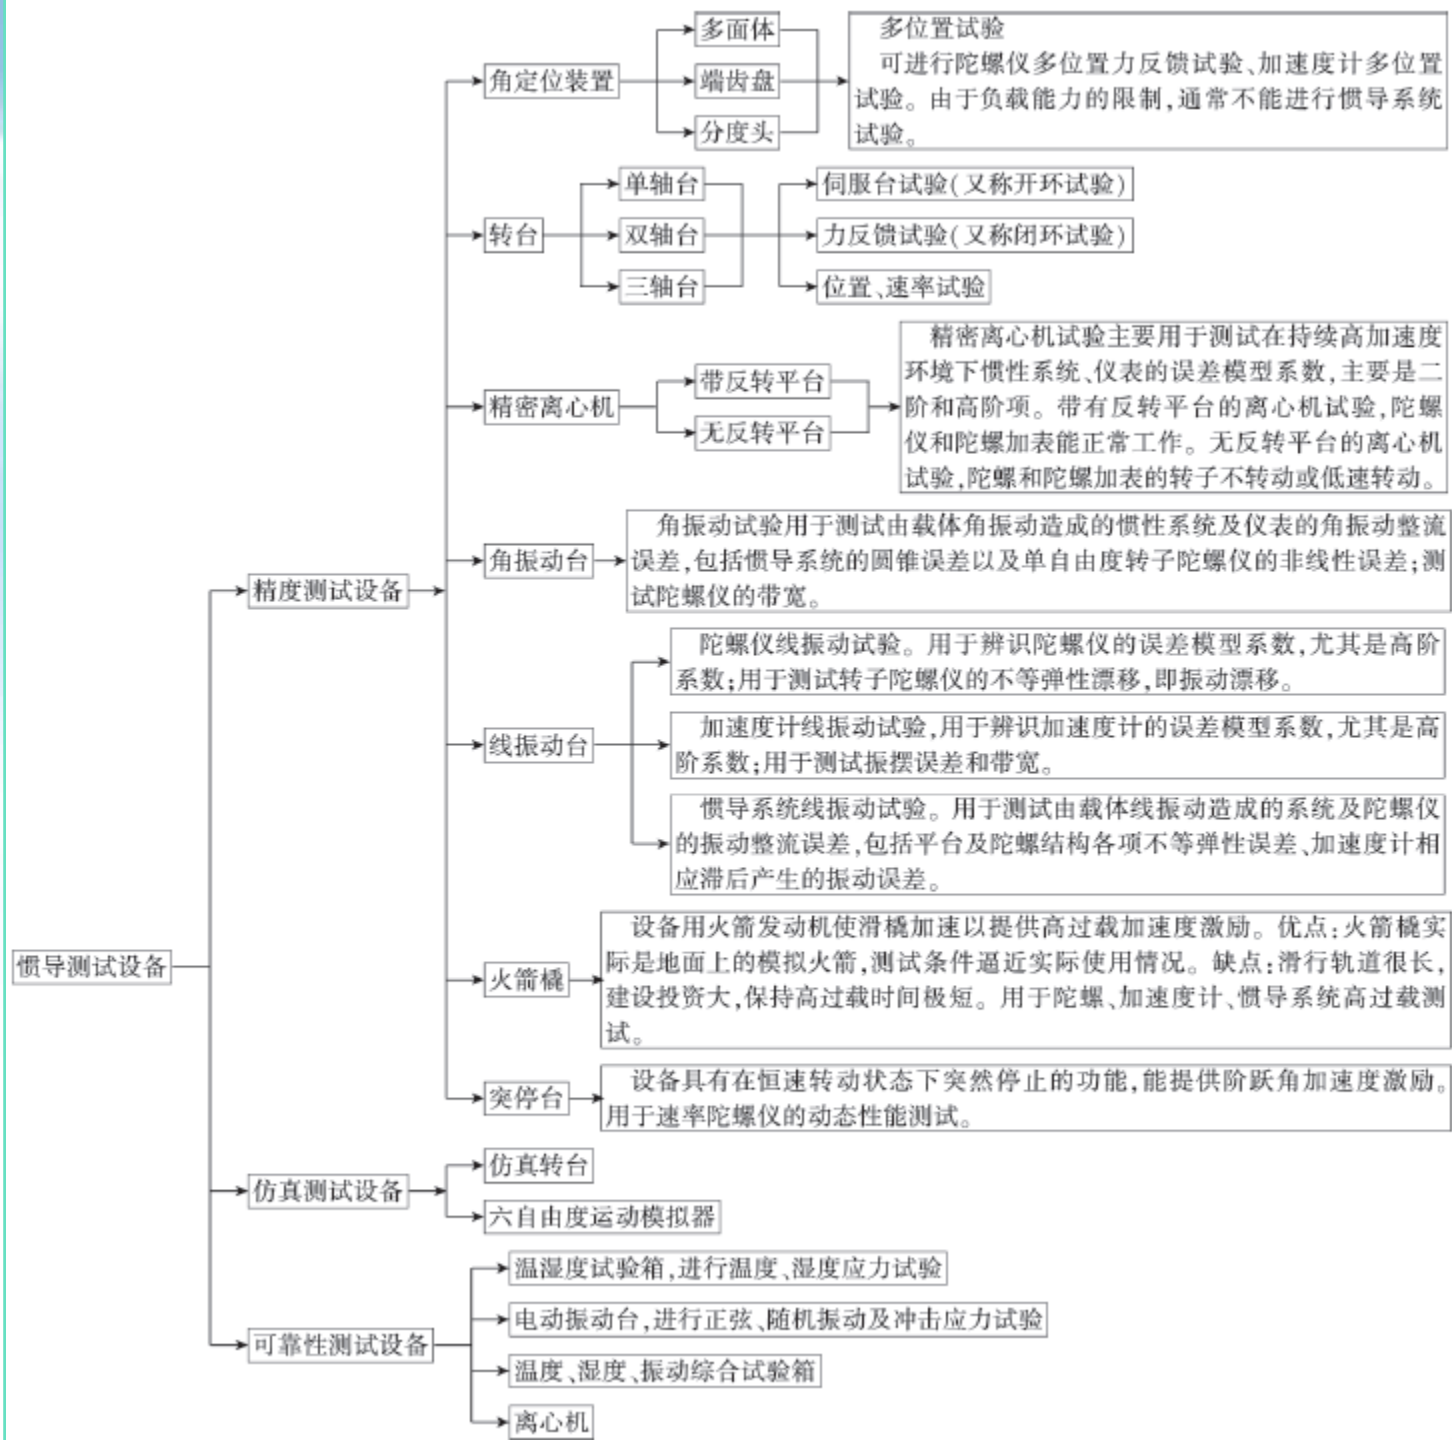 多面体
端齿盘
分度头
角定位装置
多位置试验
可进行陀螺仪多位置力反馈试验、加速度计多位置
试验。由于负载能力的限制,通常不能进行惯导系统
试验。
单轴台
双轴台
三轴台
转台
伺服台试验(又称开环试验)
力反馈试验(又称闭环试验)
位置、速率试验
精密离心机
带反转平台
无反转平台
精密离心机试验主要用于测试在持续高加速度
环境下惯性系统、仪表的误差模型系数,主要是二
阶和高阶项。带有反转平台的离心机试验,陀螺
仪和陀螺加表能正常工作。无反转平台的离心机
试验,陀螺和陀螺加表的转子不转动或低速转动。
角振动台
角振动试验用于测试由载体角振动造成的惯性系统及仪表的角振动整流
误差,包括惯导系统的圆锥误差以及单自由度转子陀螺仪的非线性误差;测
试陀螺仪的带宽。
精度测试设备
线振动台
陀螺仪线振动试验。用于辨识陀螺仪的误差模型系数,尤其是高阶
系数;用于测试转子陀螺仪的不等弹性漂移,即振动漂移。
加速度计线振动试验,用于辨识加速度计的误差模型系数,尤其是高
阶系数;用于测试振摆误差和带宽。
惯导系统线振动试验。用于测试由载体线振动造成的系统及陀螺仪
的振动整流误差,包括平台及陀螺结构各项不等弹性误差、加速度计相
应滞后产生的振动误差。
惯导测试设备
火箭橇
设备用火箭发动机使滑橇加速以提供高过载加速度激励。优点:火箭橇实
际是地面上的模拟火箭,测试条件逼近实际使用情况。缺点:滑行轨道很长,
建设投资大,保持高过载时间极短。用于陀螺、加速度计、惯导系统高过载测
试。
突停台
设备具有在恒速转动状态下突然停止的功能,能提供阶跃角加速度激励。
用于速率陀螺仪的动态性能测试。
仿真测试设备
仿真转台
六自由度运动模拟器
可靠性测试设备
温湿度试验箱,进行温度、湿度应力试验
电动振动台,进行正弦、随机振动及冲击应力试验
温度、湿度、振动综合试验箱
离心机